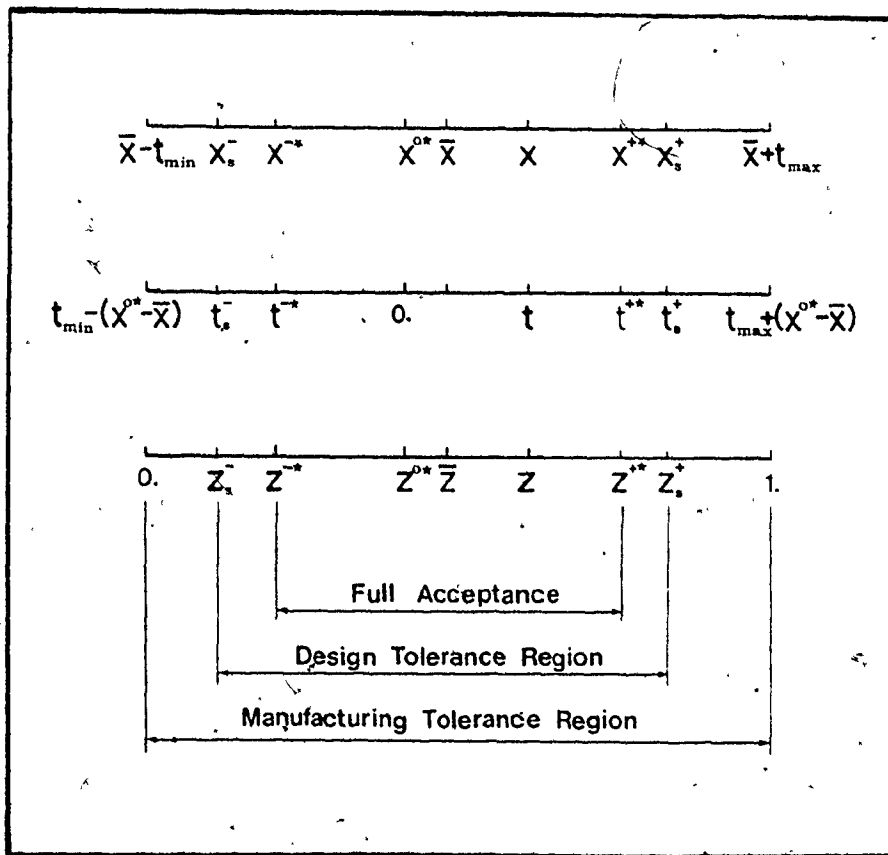 x̄-t_min x_s^- x^-* x^o* x̄ x x^+* x_s^+ x̄+t_max
t_min-(x^o*-x̄) t_s^- t^-* 0. t t^+* t_s^+ t_max+(x^o*-x̄)
0. z_s^- z^-* z^o* z̄ z z^+* z_s^+ 1.
Full Acceptance
Design Tolerance Region
Manufacturing Tolerance Region